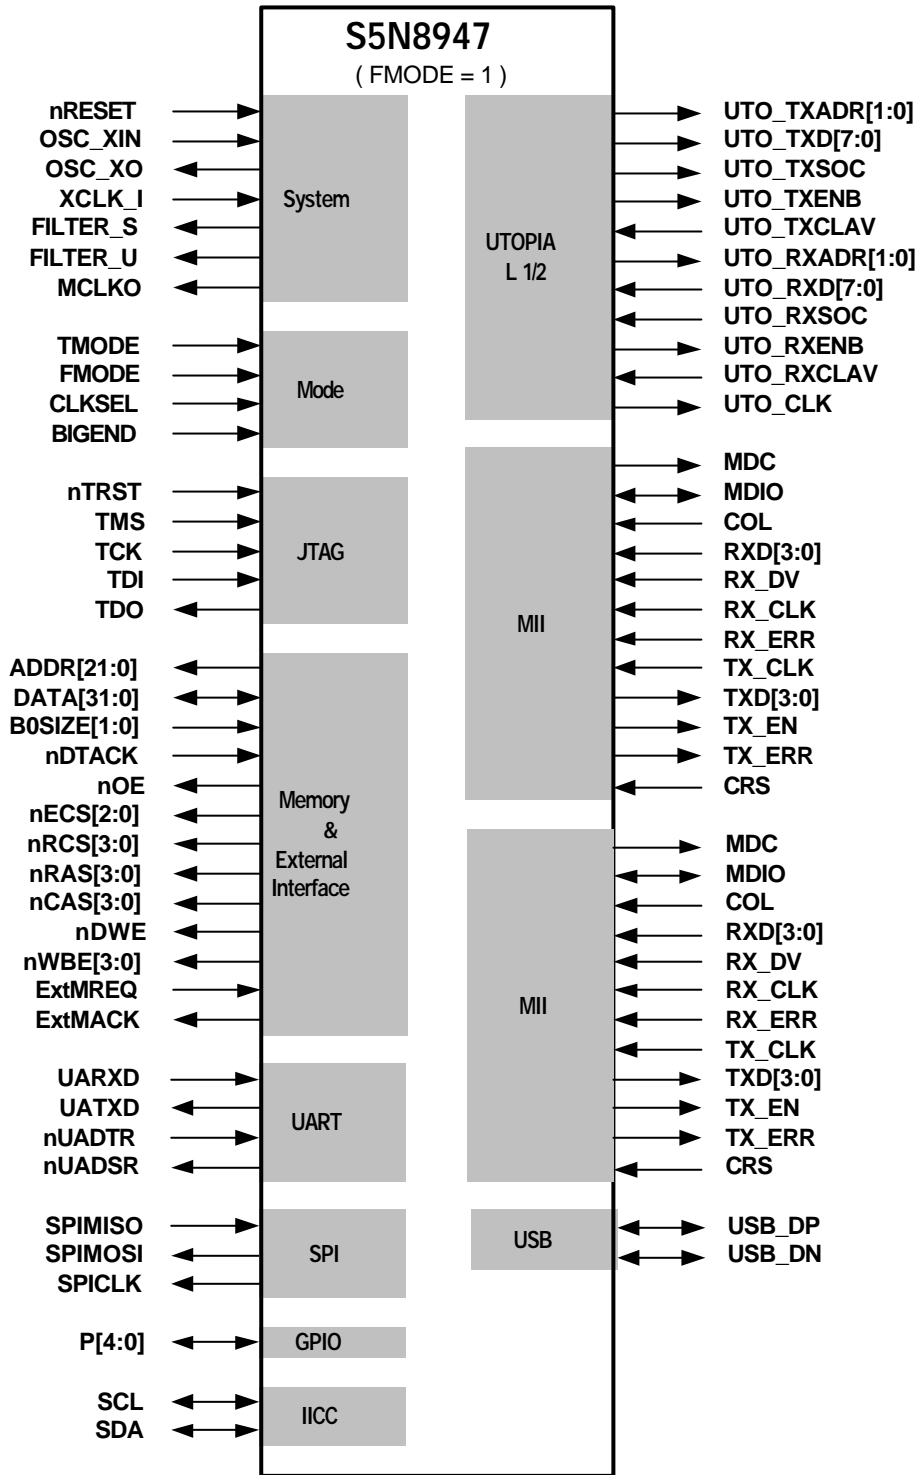 S5N8947
( FMODE = 1 )
nRESET
OSC_XIN
OSC_XO
XCLK_I
FILTER_S
FILTER_U
MCLKO
System
TMODE
FMODE
CLKSEL
BIGEND
Mode
nTRST
TMS
TCK
TDI
TDO
JTAG
ADDR[21:0]
DATA[31:0]
B0SIZE[1:0]
nDTACK
nOE
nECS[2:0]
nRCS[3:0]
nRAS[3:0]
nCAS[3:0]
nDWE
nWBE[3:0]
ExtMREQ
ExtMACK
Memory
&
External
Interface
UARXD
UATXD
nUADTR
nUADSR
UART
SPIMISO
SPIMOSI
SPICLK
SPI
P[4:0]
GPIO
SCL
SDA
IICC
UTOPIA
L 1/2
UTO_TXADR[1:0]
UTO_TXD[7:0]
UTO_TXSOC
UTO_TXENB
UTO_TXCLAV
UTO_RXADR[1:0]
UTO_RXD[7:0]
UTO_RXSOC
UTO_RXENB
UTO_RXCLAV
UTO_CLK
MII
MDC
MDIO
COL
RXD[3:0]
RX_DV
RX_CLK
RX_ERR
TX_CLK
TXD[3:0]
TX_EN
TX_ERR
CRS
MII
MDC
MDIO
COL
RXD[3:0]
RX_DV
RX_CLK
RX_ERR
TX_CLK
TXD[3:0]
TX_EN
TX_ERR
CRS
USB
USB_DP
USB_DN